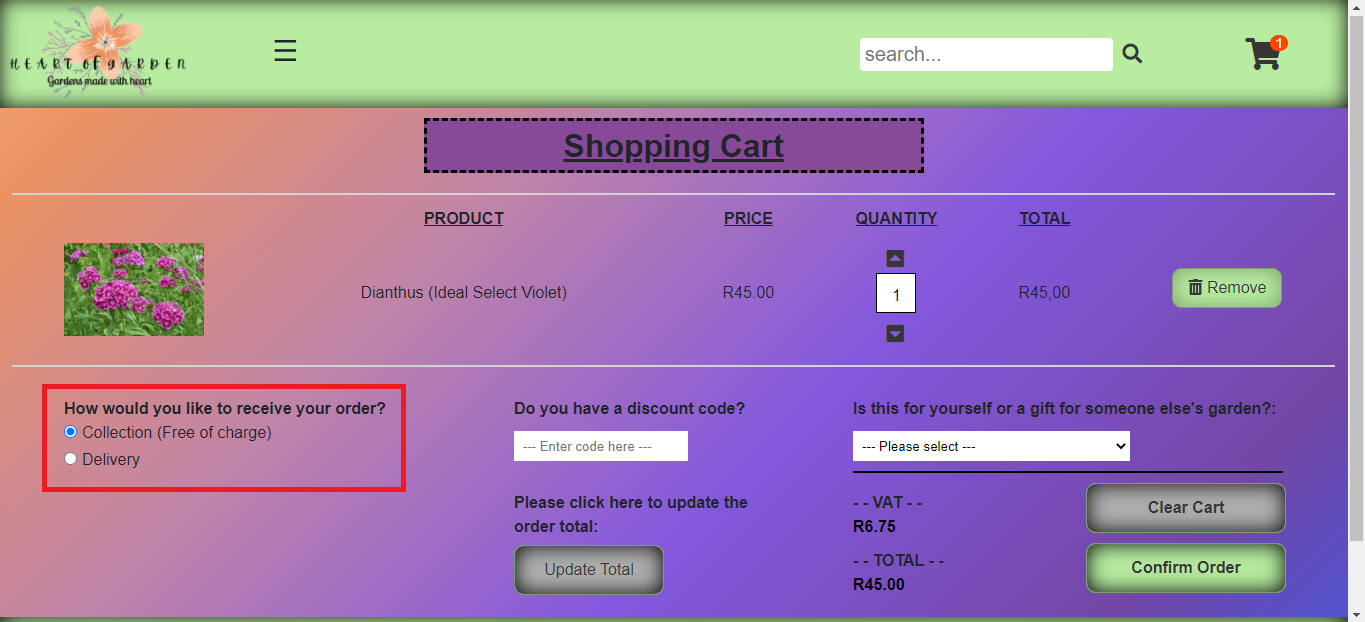 HEART OF GARDEN
Gardens made with heart
search...
1
Shopping Cart
PRODUCT PRICE QUANTITY TOTAL
Dianthus (Ideal Select Violet) R45.00 1 R45,00 Remove
How would you like to receive your order?
Collection (Free of charge)
Delivery
Do you have a discount code?
--- Enter code here ---
Please click here to update the
order total:
Update Total
Is this for yourself or a gift for someone else's garden?:
--- Please select ---
- - VAT - -
R6.75
- - TOTAL - -
R45.00
Clear Cart
Confirm Order